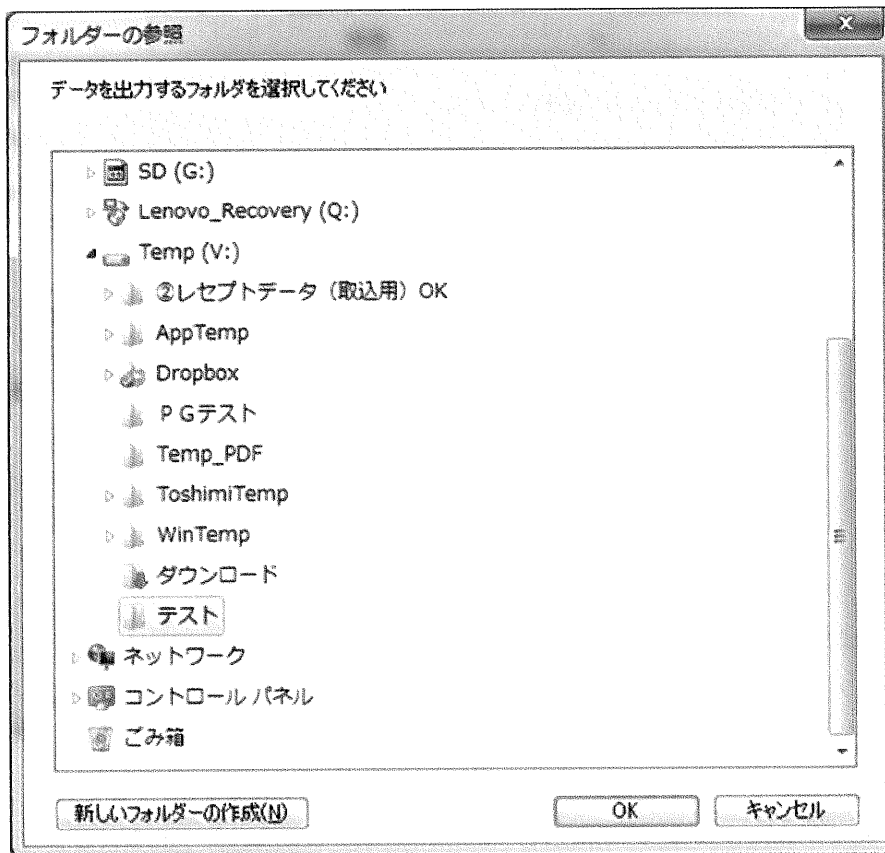 フォルダーの参照
データを出力するフォルダを選択してください
SD (G:)
Lenovo_Recovery (Q:)
Temp (V:)
②レセプトデータ（取込用）OK
AppTemp
Dropbox
ＰＧテスト
Temp_PDF
ToshimiTemp
WinTemp
ダウンロード
テスト
ネットワーク
コントロール パネル
ごみ箱
新しいフォルダーの作成(N) OK キャンセル